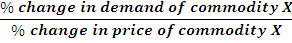 % change in demand of commodity X
% change in price of commodity X